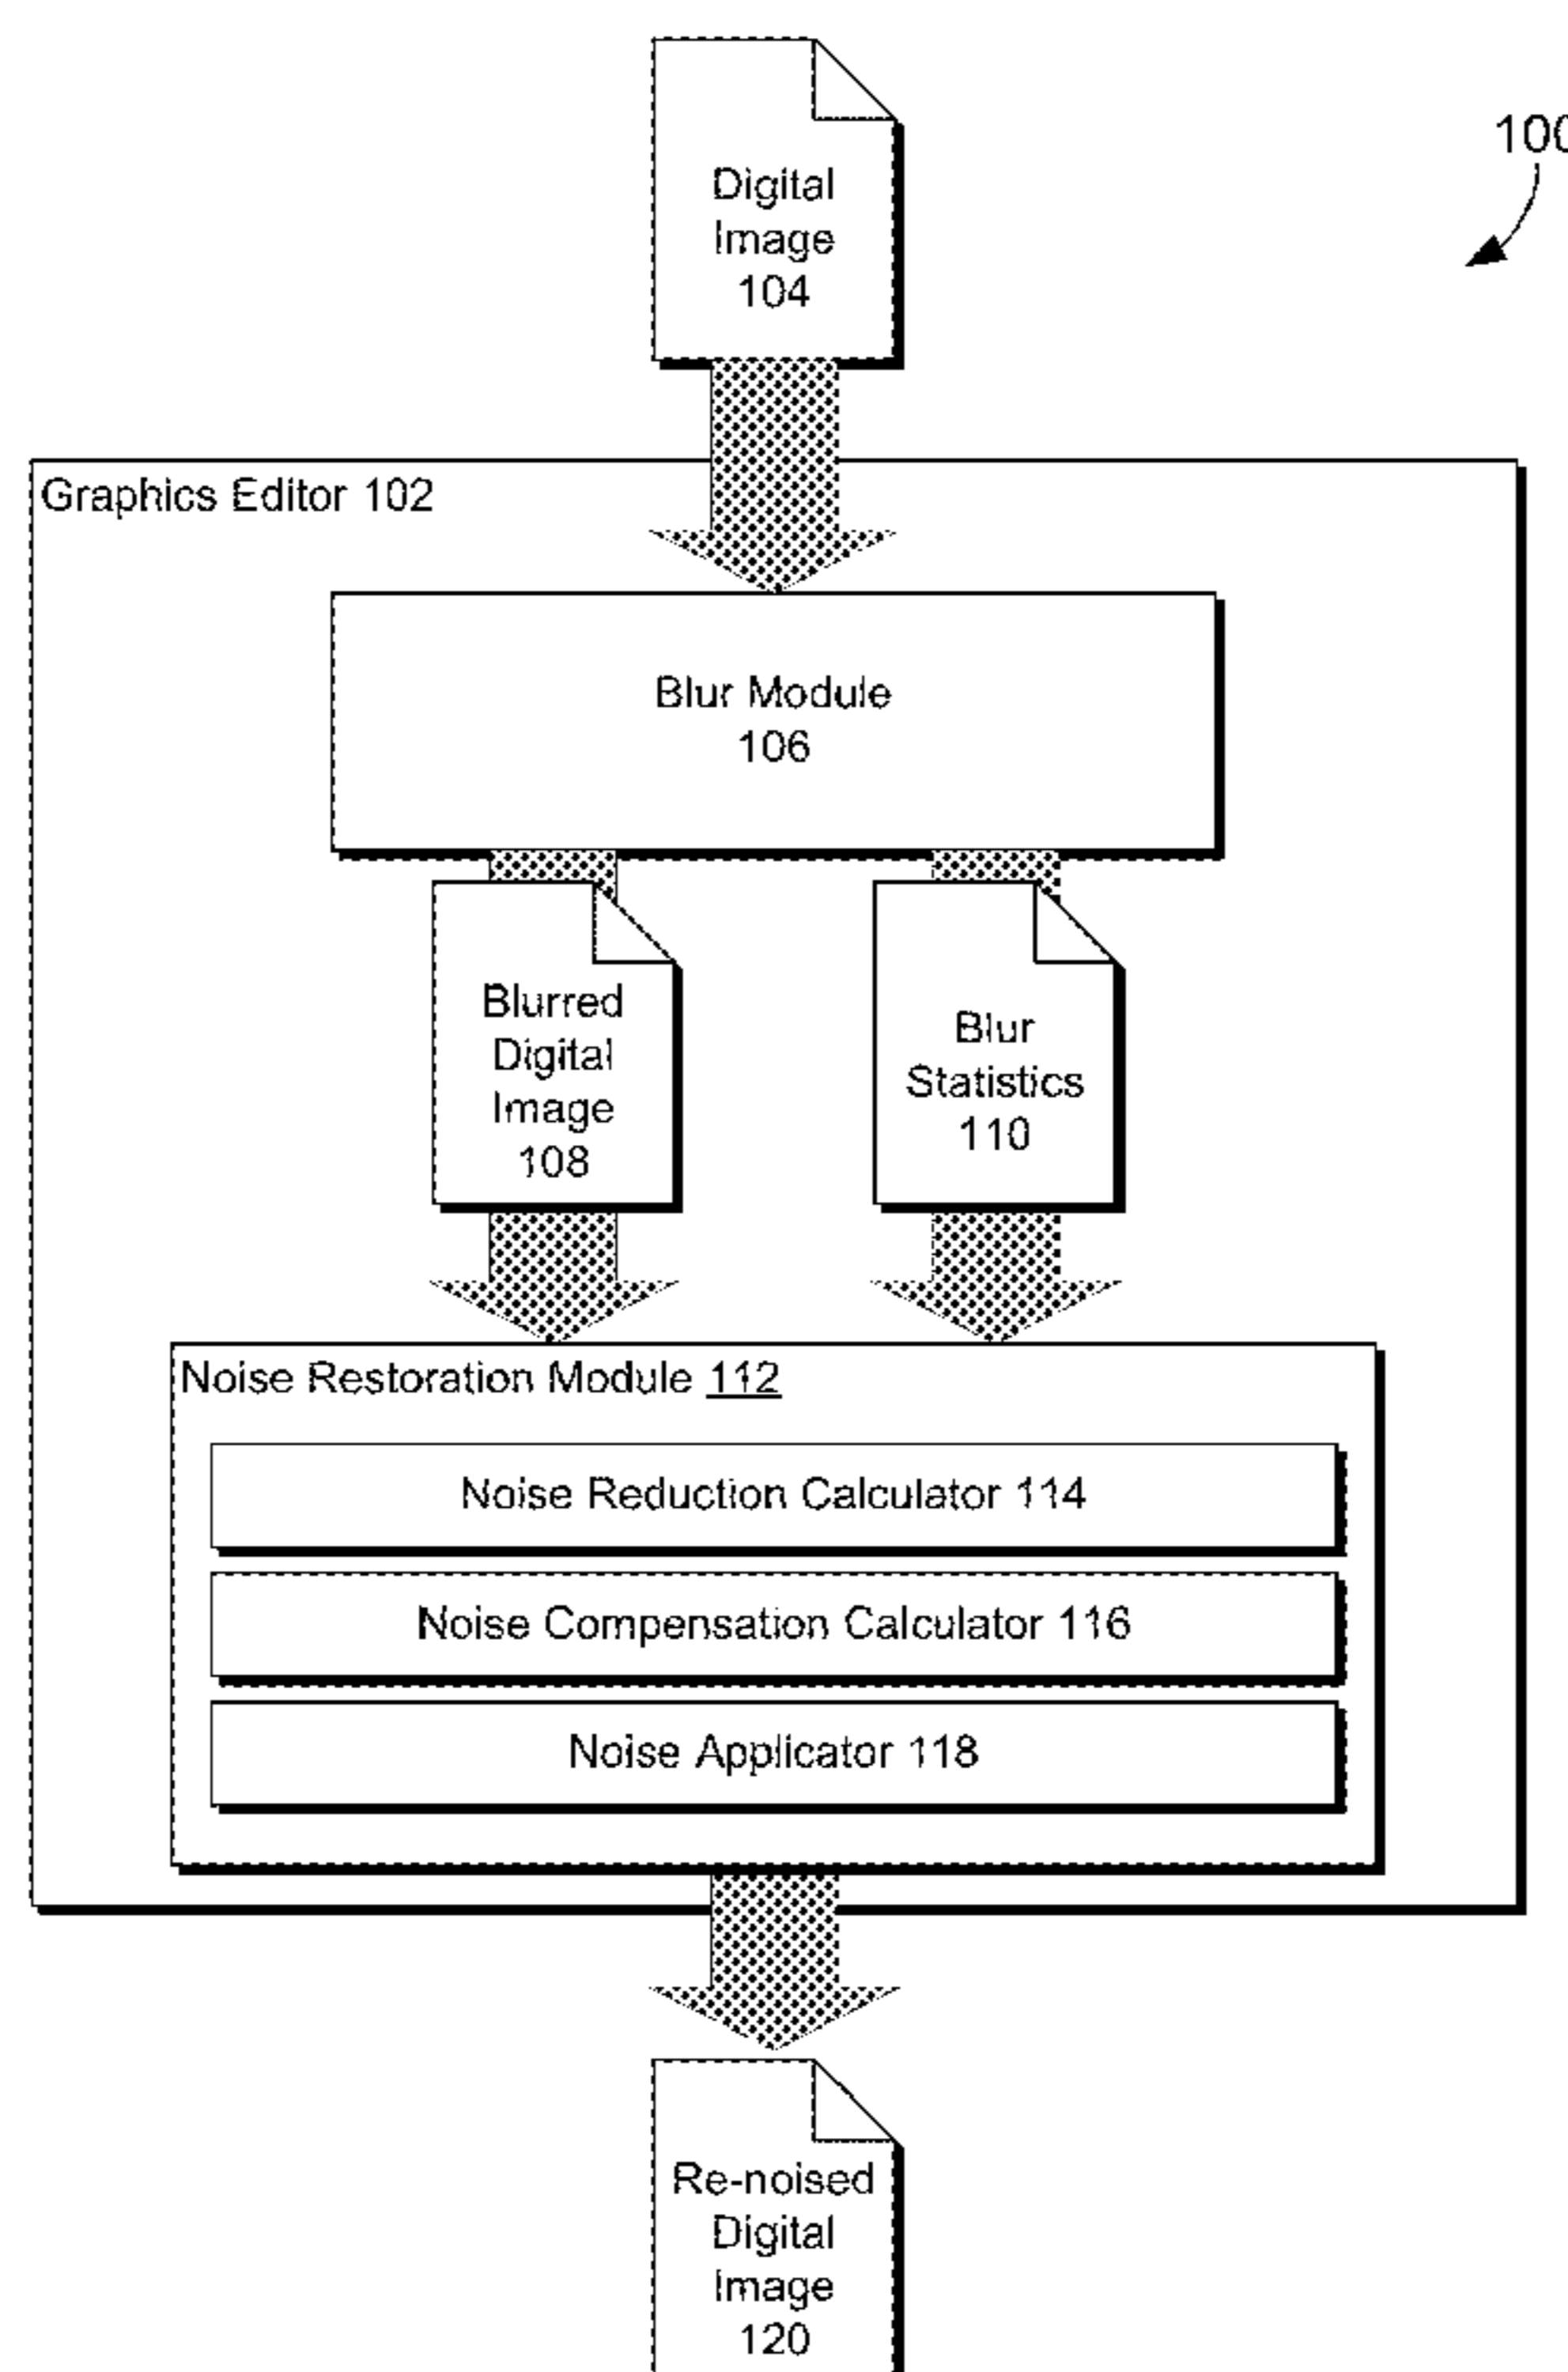 Digital
Image
104
100
Graphics Editor 102
Blur Module
106
Blurred
Digital
Image
108
Blur
Statistics
110
Noise Restoration Module 112
Noise Reduction Calculator 114
Noise Compensation Calculator 116
Noise Applicator 118
Re-noised
Digital
Image
120